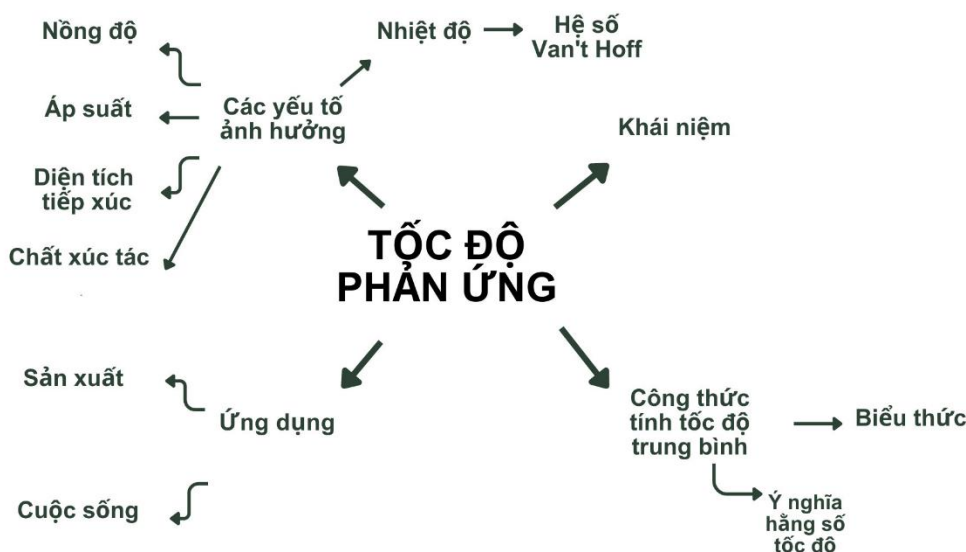 Nồng độ
Áp suất
Diện tích
tiếp xúc
Chất xúc tác
Các yếu tố
ảnh hưởng
Nhiệt độ
Hệ số
Van't Hoff
Khái niệm
TỐC ĐỘ
PHẢN ỨNG
Sản xuất
Ứng dụng
Cuộc sống
Công thức
tính tốc độ
trung bình
Biểu thức
Ý nghĩa
hằng số
tốc độ